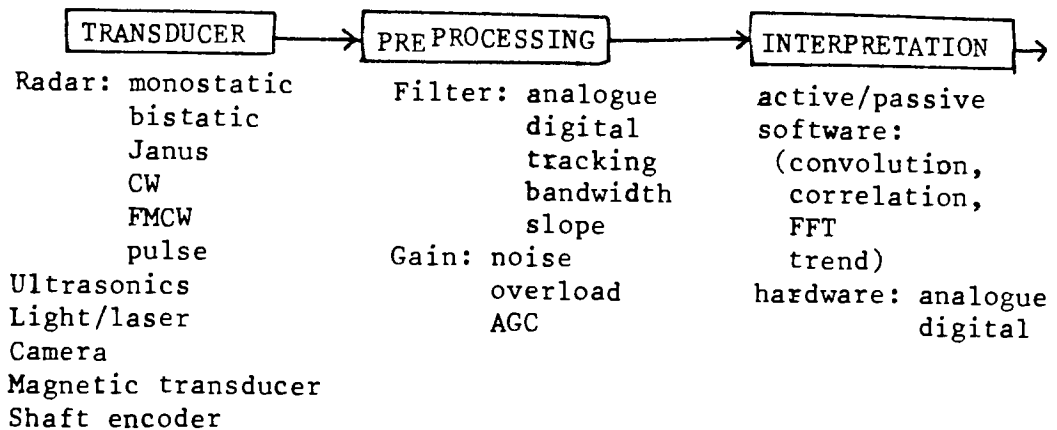 TRANSDUCER
PREPROCESSING
INTERPRETATION
Radar: monostatic
bistatic
Janus
CW
FMCW
pulse
Ultrasonics
Light/laser
Camera
Magnetic transducer
Shaft encoder
Filter: analogue
digital
tracking
bandwidth
slope
Gain: noise
overload
AGC
active/passive
software:
(convolution,
correlation,
FFT
trend)
hardware: analogue
digital